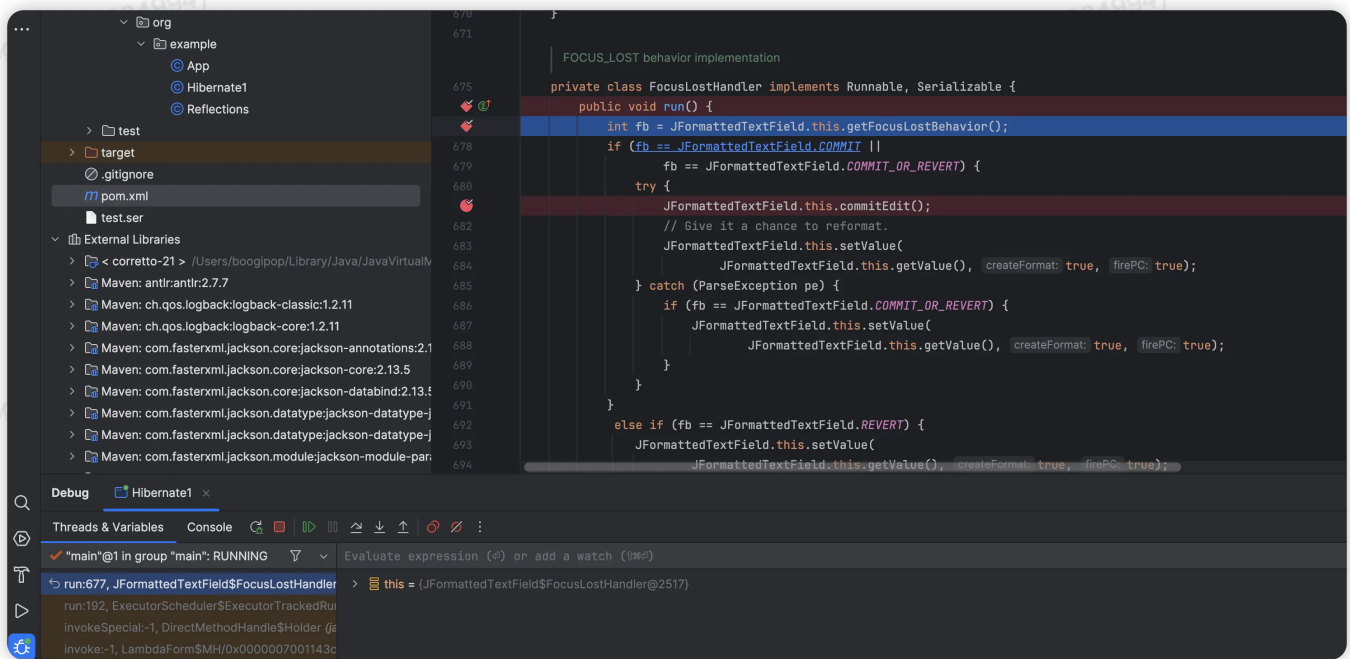 org
example
App
Hibernate1
Reflections
test
target
.gitignore
pom.xml
test.ser
External Libraries
< corretto-21 > /Users/boogipop/Library/Java/JavaVirtualM
Maven: antlr:antlr:2.7.7
Maven: ch.qos.logback:logback-classic:1.2.11
Maven: ch.qos.logback:logback-core:1.2.11
Maven: com.fasterxml.jackson.core:jackson-annotations:2.1
Maven: com.fasterxml.jackson.core:jackson-core:2.13.5
Maven: com.fasterxml.jackson.core:jackson-databind:2.13.5
Maven: com.fasterxml.jackson.datatype:jackson-datatype-j
Maven: com.fasterxml.jackson.datatype:jackson-datatype-j
Maven: com.fasterxml.jackson.module:jackson-module-par
670 }
671
FOCUS_LOST behavior implementation
675 private class FocusLostHandler implements Runnable, Serializable {
public void run() {
int fb = JFormattedTextField.this.getFocusLostBehavior();
678 if (fb == JFormattedTextField.COMMIT ||
679 fb == JFormattedTextField.COMMIT_OR_REVERT) {
680 try {
JFormattedTextField.this.commitEdit();
682 // Give it a chance to reformat.
683 JFormattedTextField.this.setValue(
684 JFormattedTextField.this.getValue(), createFormat: true, firePC: true);
685 } catch (ParseException pe) {
686 if (fb == JFormattedTextField.COMMIT_OR_REVERT) {
687 JFormattedTextField.this.setValue(
688 JFormattedTextField.this.getValue(), createFormat: true, firePC: true);
689 }
690 }
691 }
692 else if (fb == JFormattedTextField.REVERT) {
693 JFormattedTextField.this.setValue(
694 JFormattedTextField.this.getValue(), createFormat: true, firePC: true);
Debug Hibernate1
Threads & Variables Console
"main"@1 in group "main": RUNNING
Evaluate expression (⏎) or add a watch (⇧⌘⏎)
run:677, JFormattedTextField$FocusLostHandler
this = {JFormattedTextField$FocusLostHandler@2517}
run:192, ExecutorScheduler$ExecutorTrackedRu
invokeSpecial:-1, DirectMethodHandle$Holder (ja
invoke:-1, LambdaForm$MH/0x0000007001143c